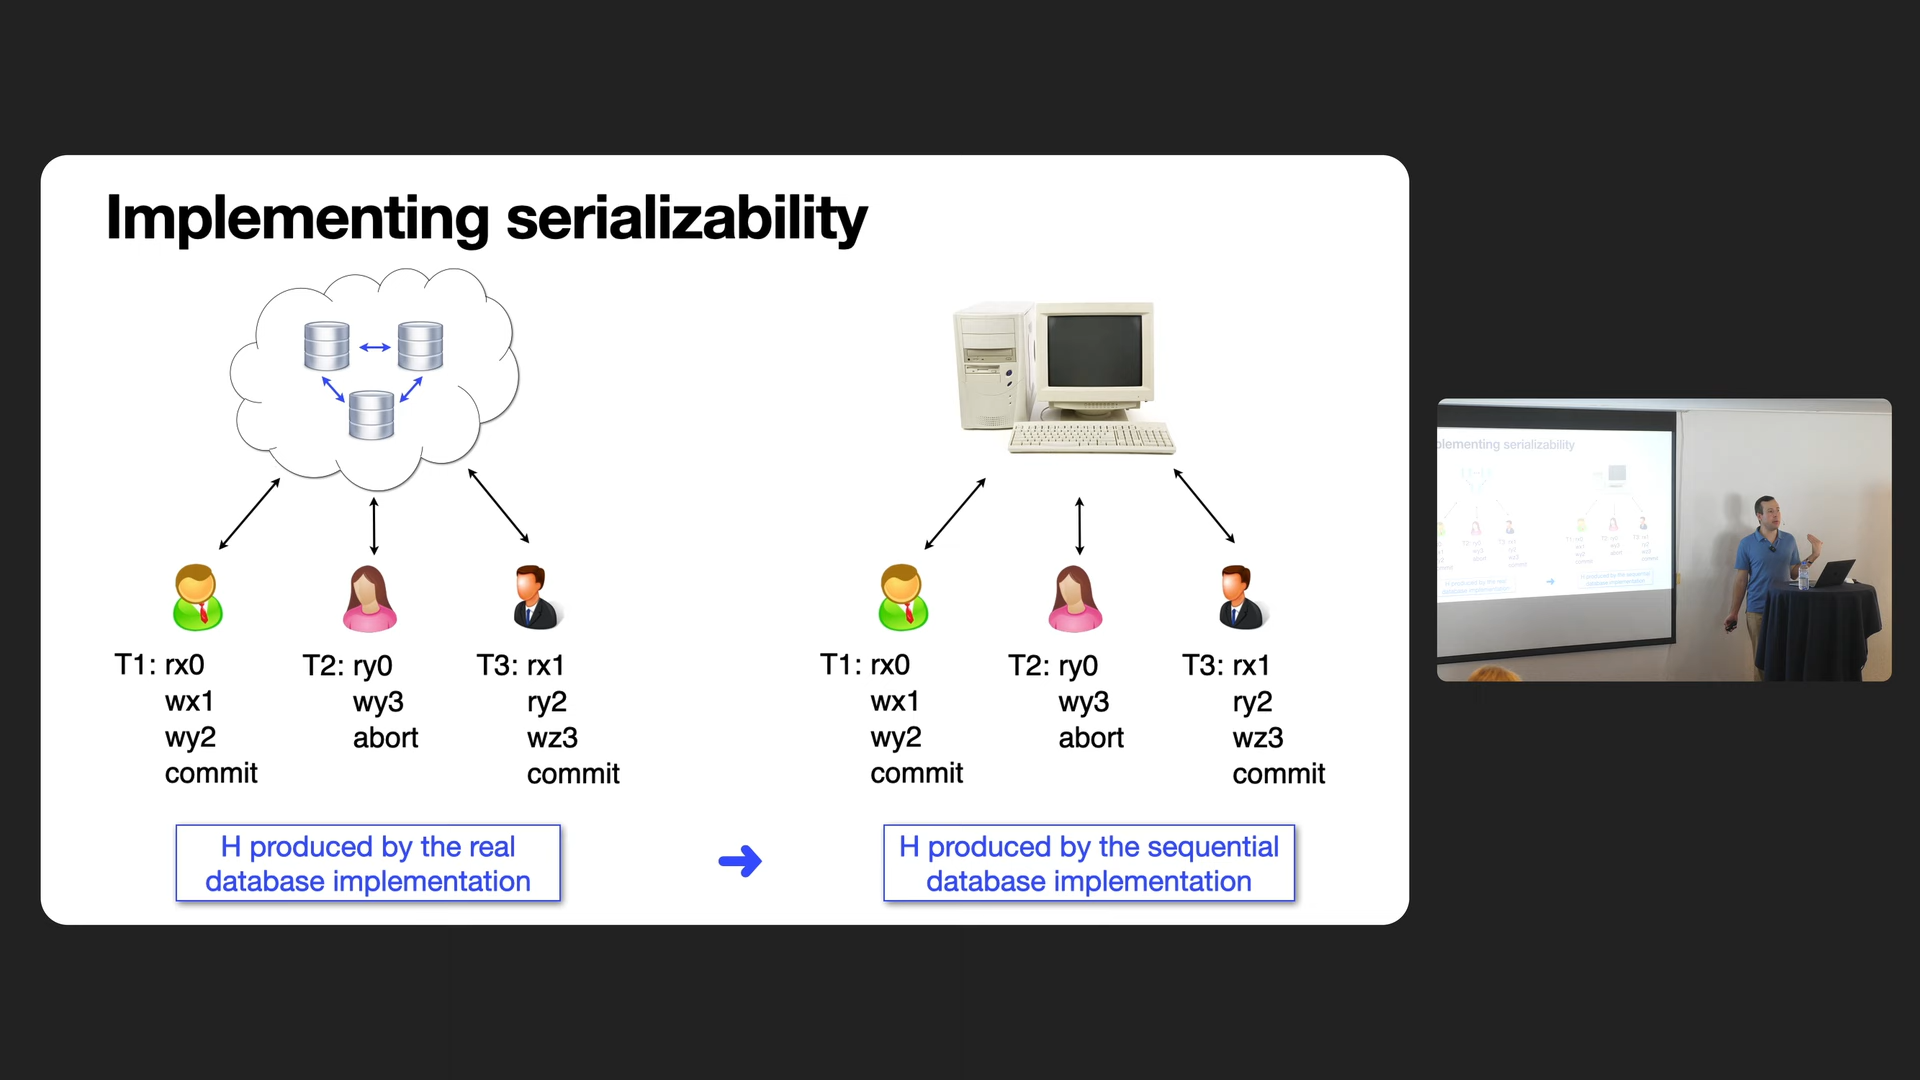 Implementing serializability
T1: rx0
wx1
wy2
commit
T2: ry0
wy3
abort
T3: rx1
ry2
wz3
commit
T1: rx0
wx1
wy2
commit
T2: ry0
wy3
abort
T3: rx1
ry2
wz3
commit
H produced by the real
database implementation
➔
H produced by the sequential
database implementation
plementing serializability